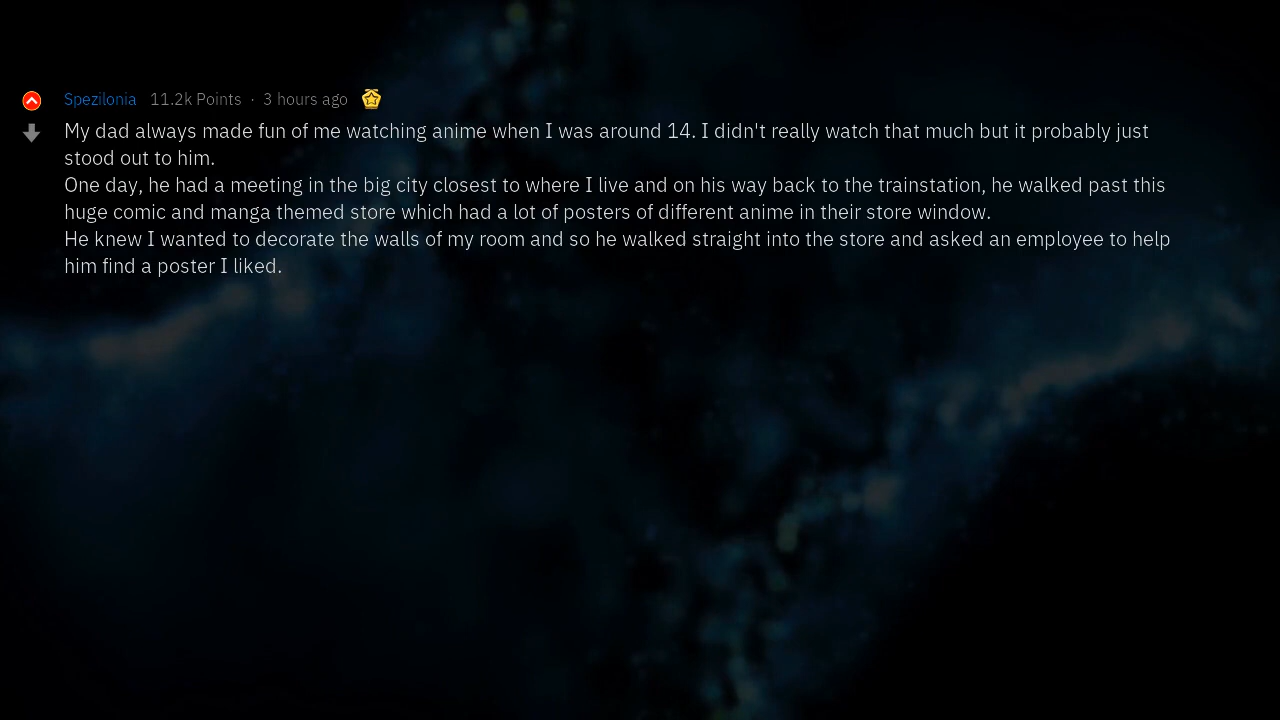 Spezilonia 11.2k Points · 3 hours ago
My dad always made fun of me watching anime when I was around 14. I didn't really watch that much but it probably just
stood out to him.
One day, he had a meeting in the big city closest to where I live and on his way back to the trainstation, he walked past this
huge comic and manga themed store which had a lot of posters of different anime in their store window.
He knew I wanted to decorate the walls of my room and so he walked straight into the store and asked an employee to help
him find a poster I liked.